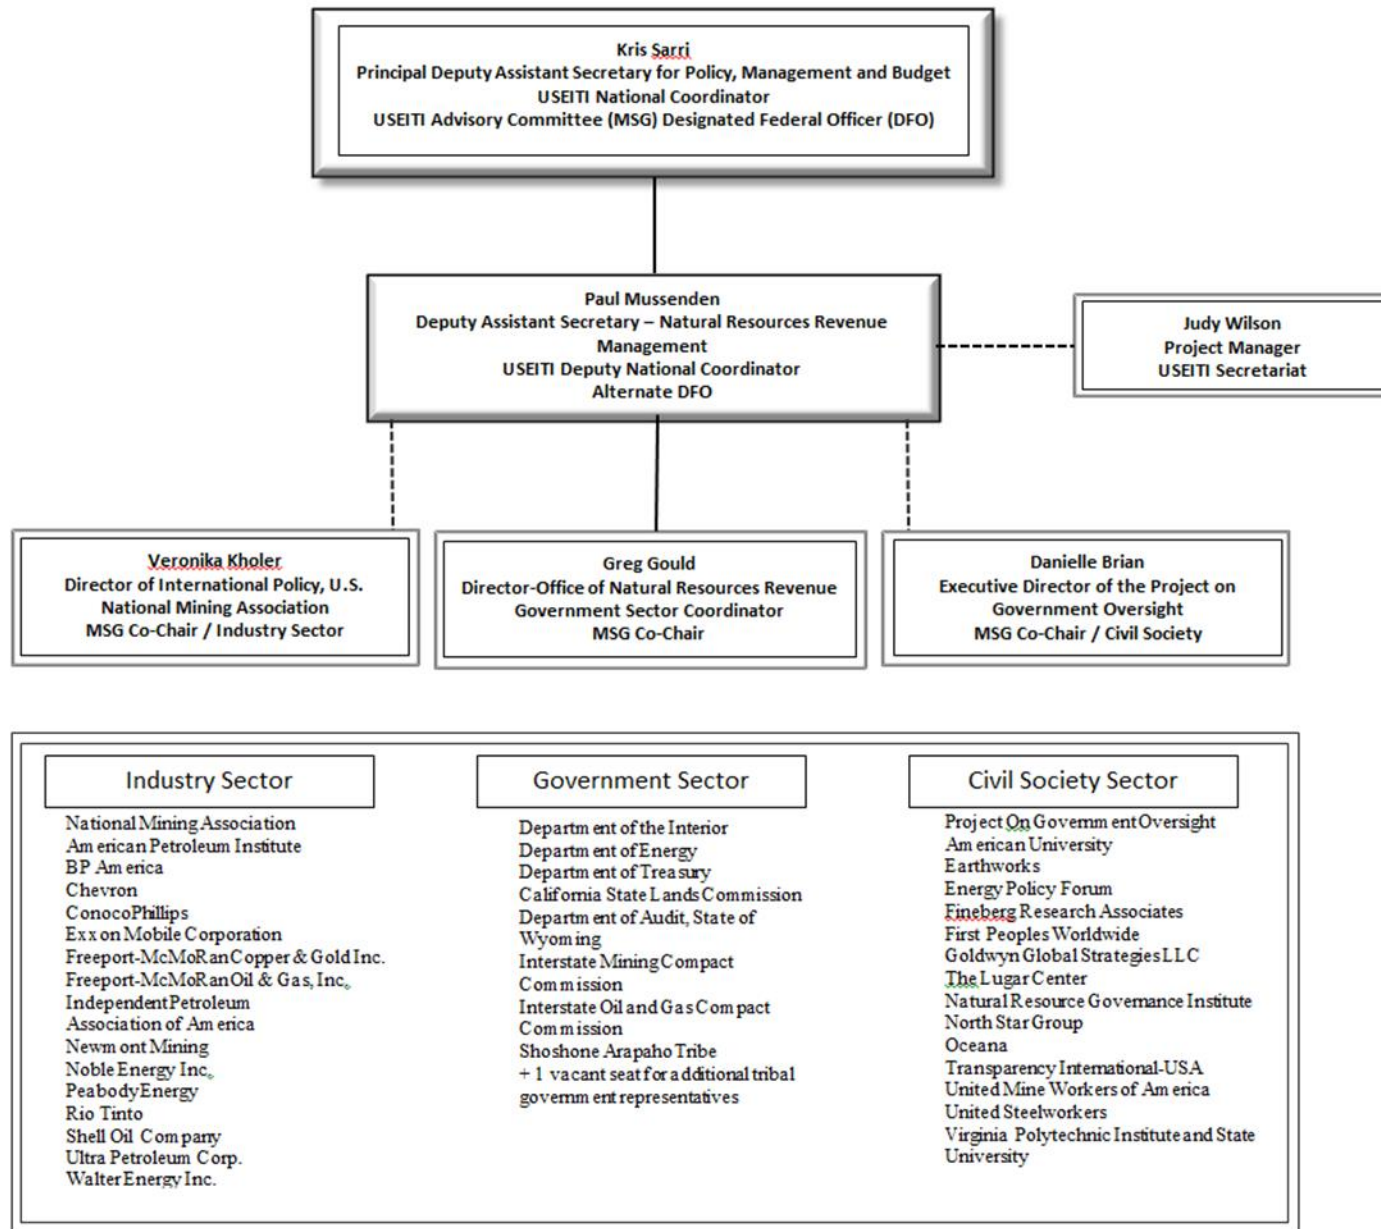 Kris Sarri
Principal Deputy Assistant Secretary for Policy, Management and Budget
USEITI National Coordinator
USEITI Advisory Committee (MSG) Designated Federal Officer (DFO)
Paul Mussenden
Deputy Assistant Secretary – Natural Resources Revenue
Management
USEITI Deputy National Coordinator
Alternate DFO
Judy Wilson
Project Manager
USEITI Secretariat
Veronika Kholer
Director of International Policy, U.S.
National Mining Association
MSG Co-Chair / Industry Sector
Greg Gould
Director-Office of Natural Resources Revenue
Government Sector Coordinator
MSG Co-Chair
Danielle Brian
Executive Director of the Project on
Government Oversight
MSG Co-Chair / Civil Society
Industry Sector
National Mining Association
American Petroleum Institute
BP America
Chevron
ConocoPhillips
Exxon Mobile Corporation
Freeport-McMoRan Copper & Gold Inc.
Freeport-McMoRan Oil & Gas, Inc.
Independent Petroleum
Association of America
Newmont Mining
Noble Energy Inc.
Peabody Energy
Rio Tinto
Shell Oil Company
Ultra Petroleum Corp.
Walter Energy Inc.
Government Sector
Department of the Interior
Department of Energy
Department of Treasury
California State Lands Commission
Department of Audit, State of
Wyoming
Interstate Mining Compact
Commission
Interstate Oil and Gas Compact
Commission
Shoshone Arapaho Tribe
+ 1 vacant seat for additional tribal
government representatives
Civil Society Sector
Project On Government Oversight
American University
Earthworks
Energy Policy Forum
Fineberg Research Associates
First Peoples Worldwide
Goldwyn Global Strategies LLC
The Lugar Center
Natural Resource Governance Institute
North Star Group
Oceana
Transparency International-USA
United Mine Workers of America
United Steelworkers
Virginia Polytechnic Institute and State
University